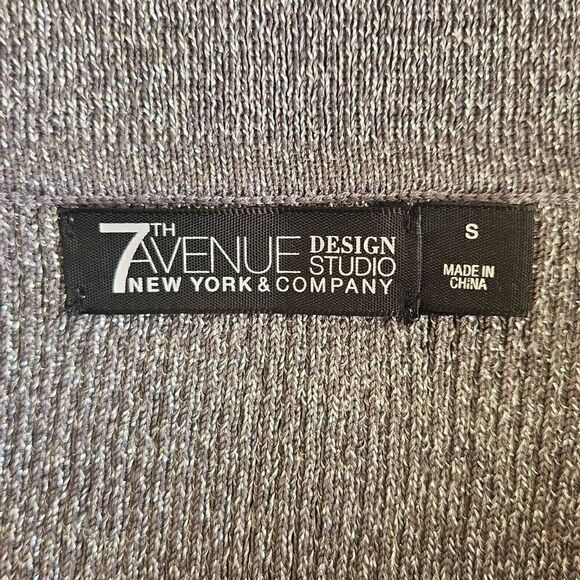 7TH AVENUE DESIGN STUDIO
NEW YORK & COMPANY
S
MADE IN
CHINA